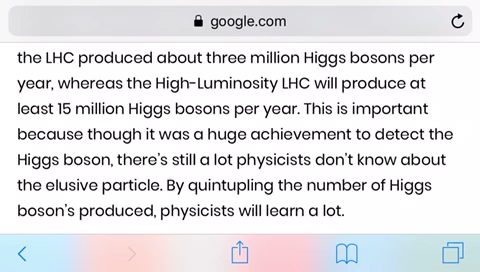 google.com
the LHC produced about three million Higgs bosons per
year, whereas the High-Luminosity LHC will produce at
least 15 million Higgs bosons per year. This is important
because though it was a huge achievement to detect the
Higgs boson, there's still a lot physicists don't know about
the elusive particle. By quintupling the number of Higgs
boson's produced, physicists will learn a lot.